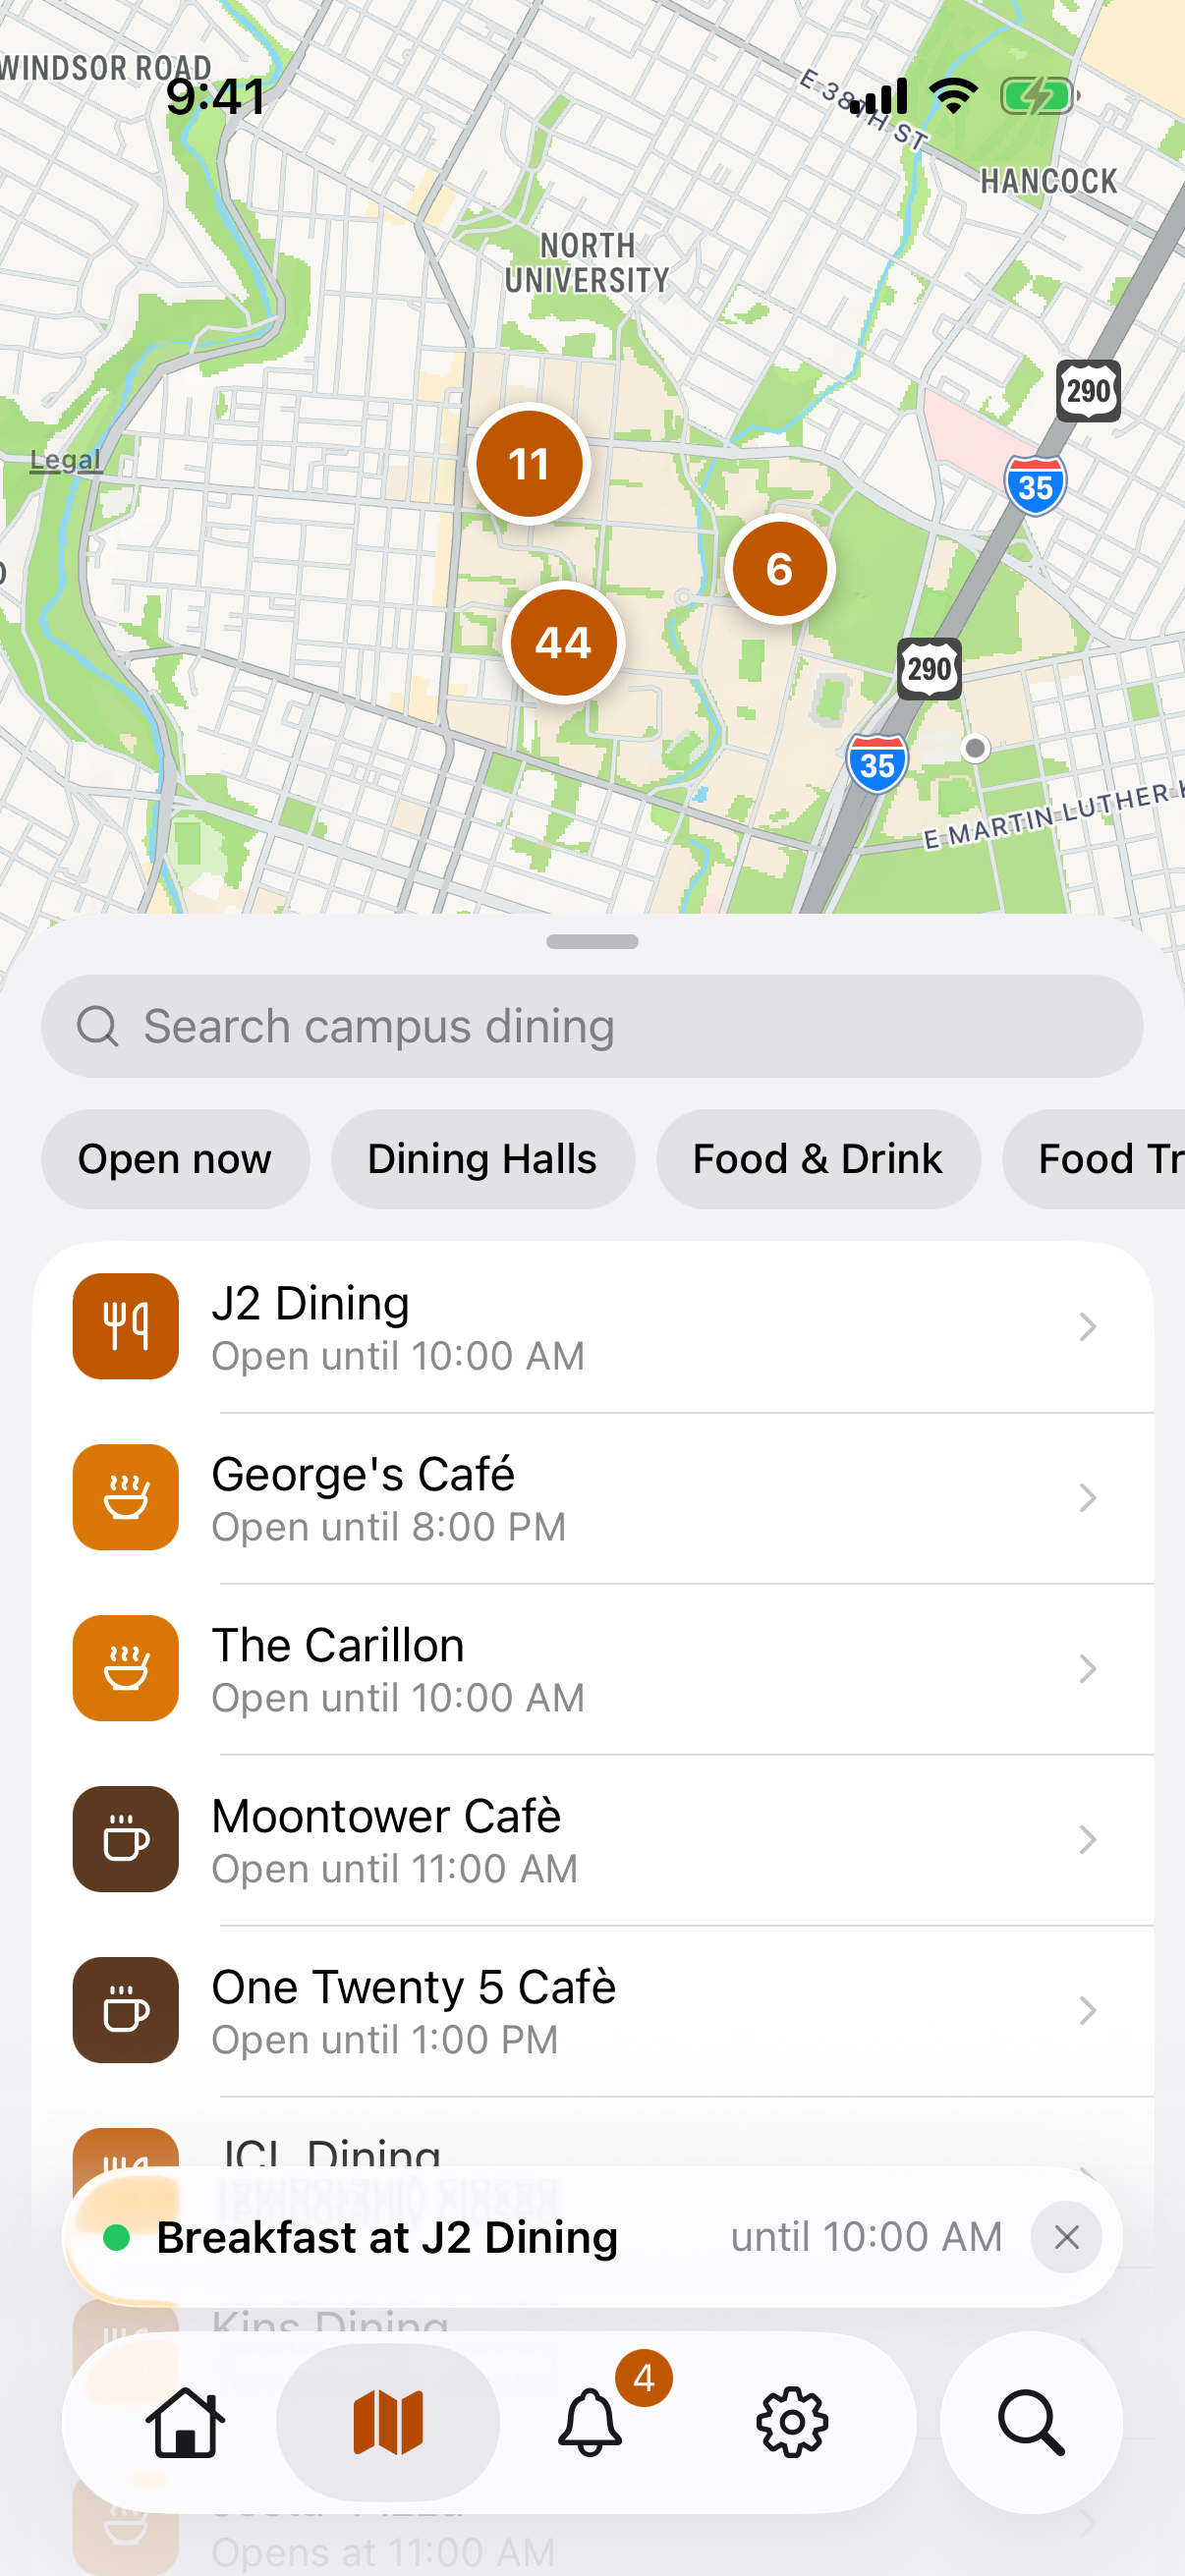 WINDSOR ROAD
9:41
E 38TH ST
HANCOCK
NORTH
UNIVERSITY
290
Legal
11
35
6
44
290
35
E MARTIN LUTHER
Search campus dining
Open now
Dining Halls
Food & Drink
Food Tr
J2 Dining
Open until 10:00 AM
George's Café
Open until 8:00 PM
The Carillon
Open until 10:00 AM
Moontower Cafè
Open until 11:00 AM
One Twenty 5 Cafè
Open until 1:00 PM
JCL Dining
Temporarily closed
Breakfast at J2 Dining
until 10:00 AM
Kins Dining
4
Opens at 11:00 AM